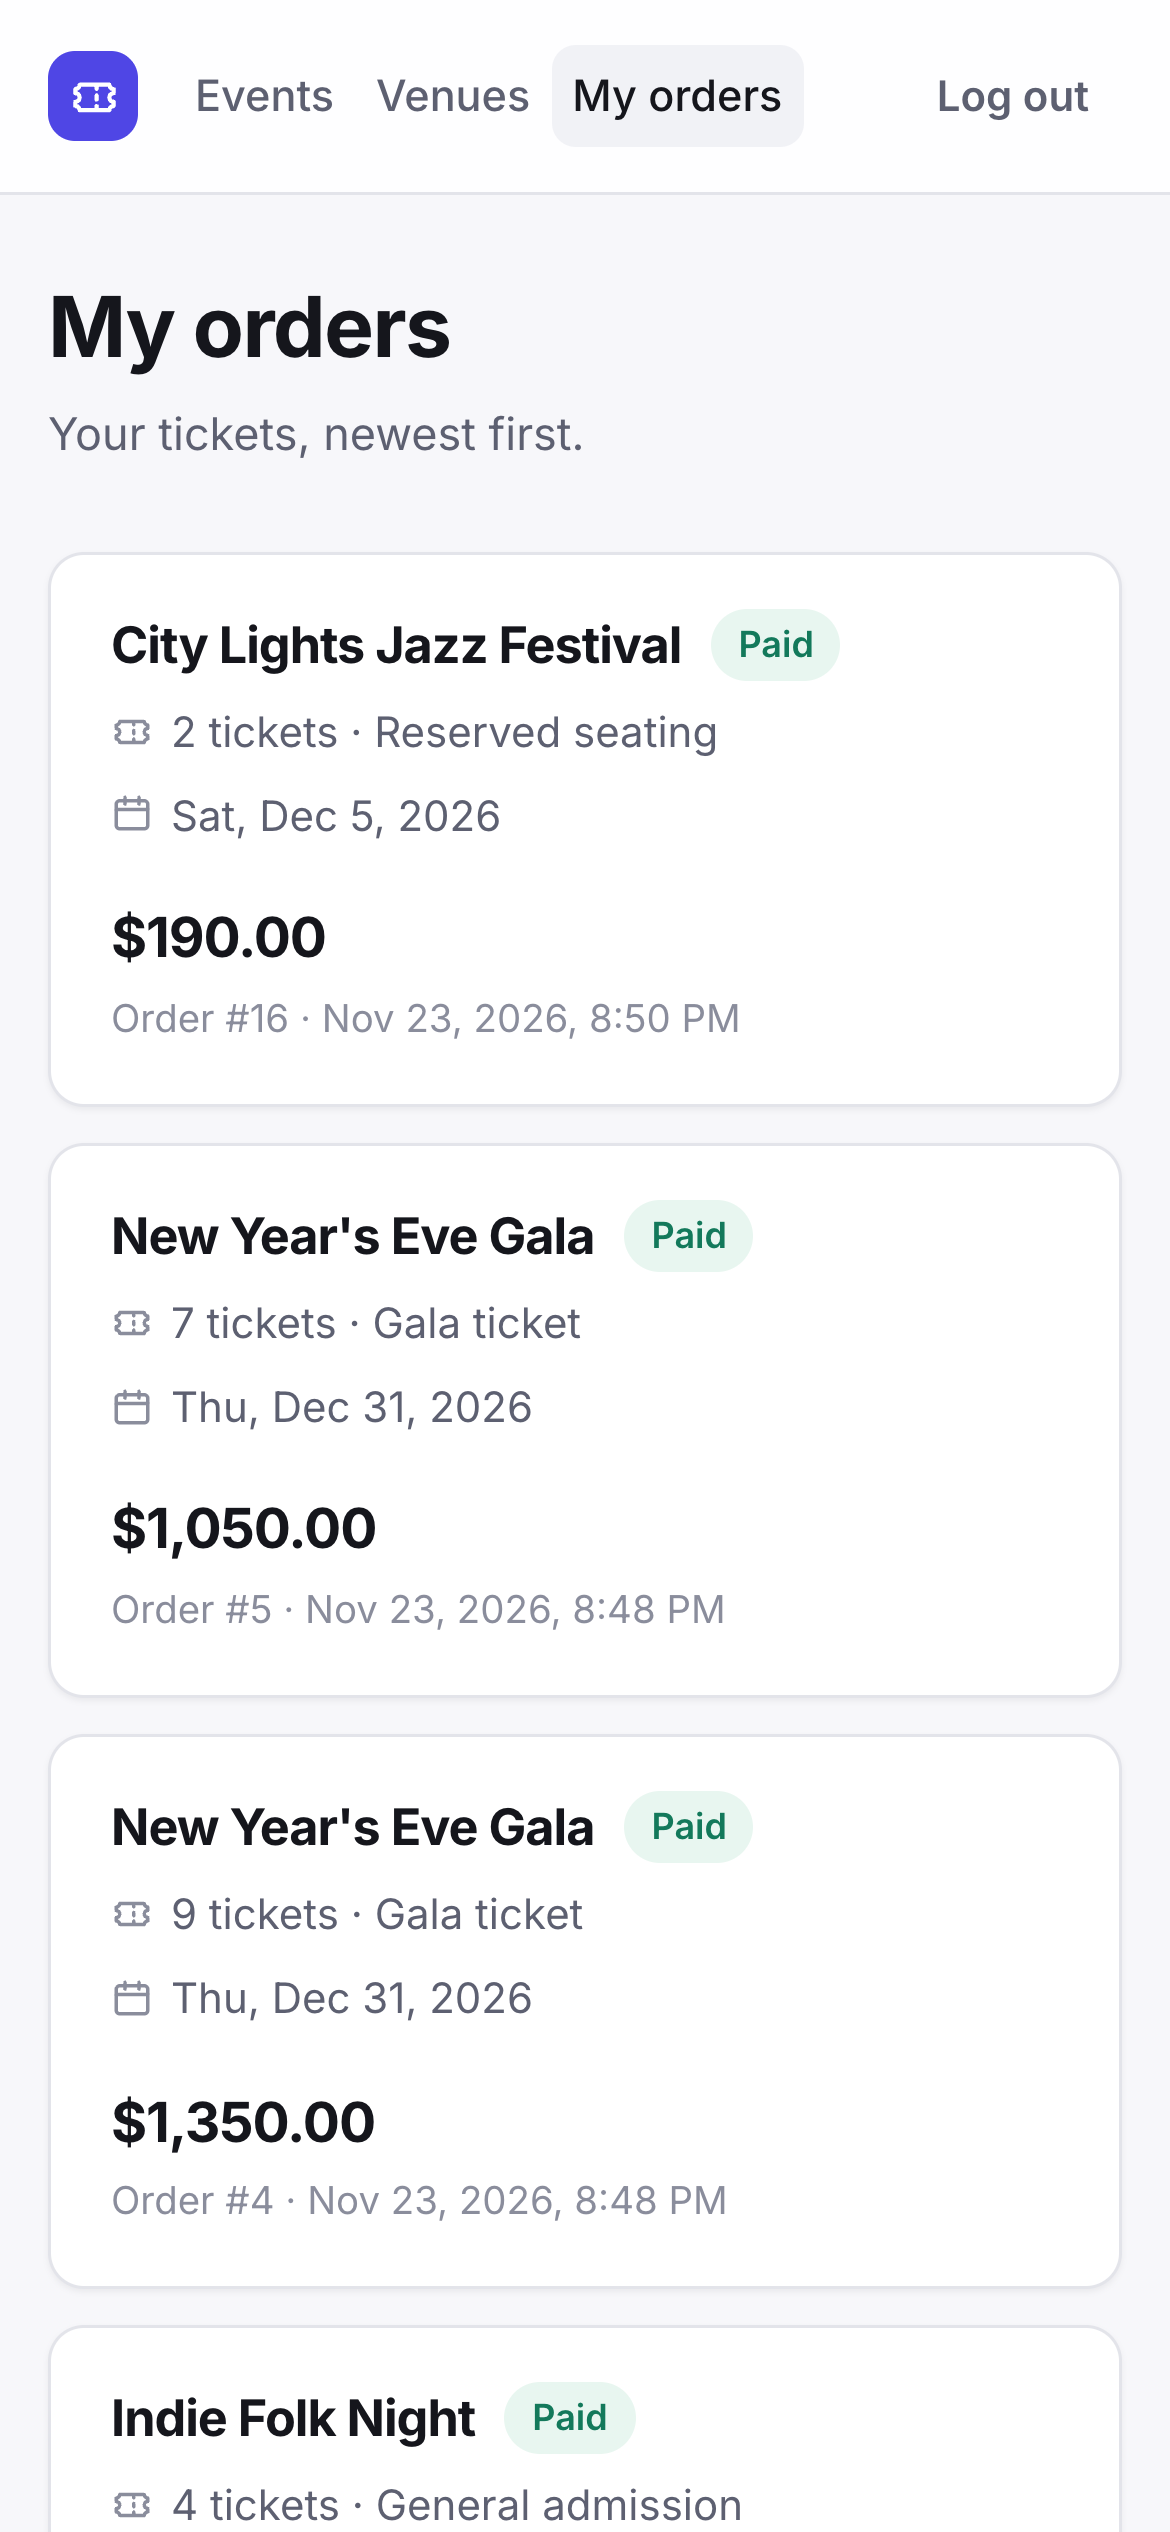 Events Venues My orders Log out
My orders
Your tickets, newest first.
City Lights Jazz Festival Paid
2 tickets · Reserved seating
Sat, Dec 5, 2026
$190.00
Order #16 · Nov 23, 2026, 8:50 PM
New Year's Eve Gala Paid
7 tickets · Gala ticket
Thu, Dec 31, 2026
$1,050.00
Order #5 · Nov 23, 2026, 8:48 PM
New Year's Eve Gala Paid
9 tickets · Gala ticket
Thu, Dec 31, 2026
$1,350.00
Order #4 · Nov 23, 2026, 8:48 PM
Indie Folk Night Paid
4 tickets · General admission